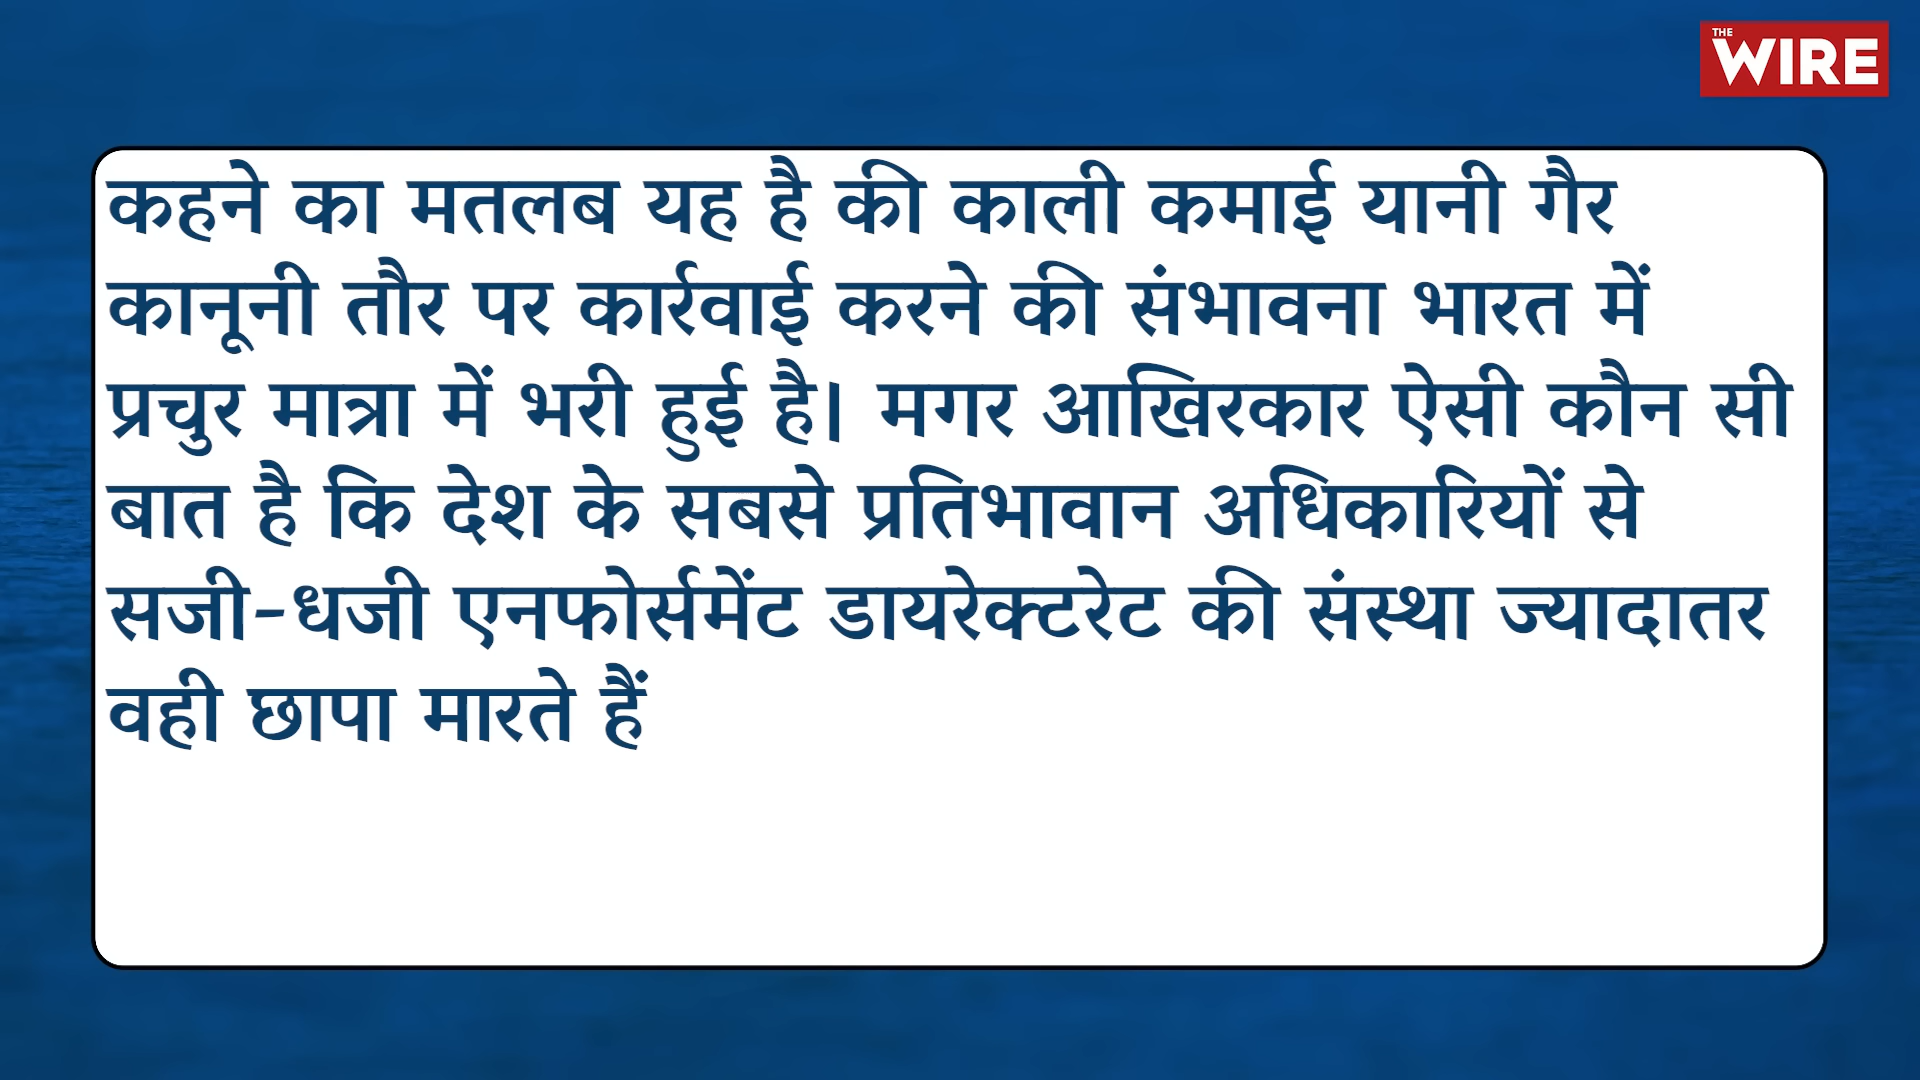 THE
WIRE
कहने का मतलब यह है की काली कमाई यानी गैर
कानूनी तौर पर कार्रवाई करने की संभावना भारत में
प्रचुर मात्रा में भरी हुई है। मगर आखिरकार ऐसी कौन सी
बात है कि देश के सबसे प्रतिभावान अधिकारियों से
सजी-धजी एनफोर्समेंट डायरेक्टरेट की संस्था ज्यादातर
वही छापा मारते हैं